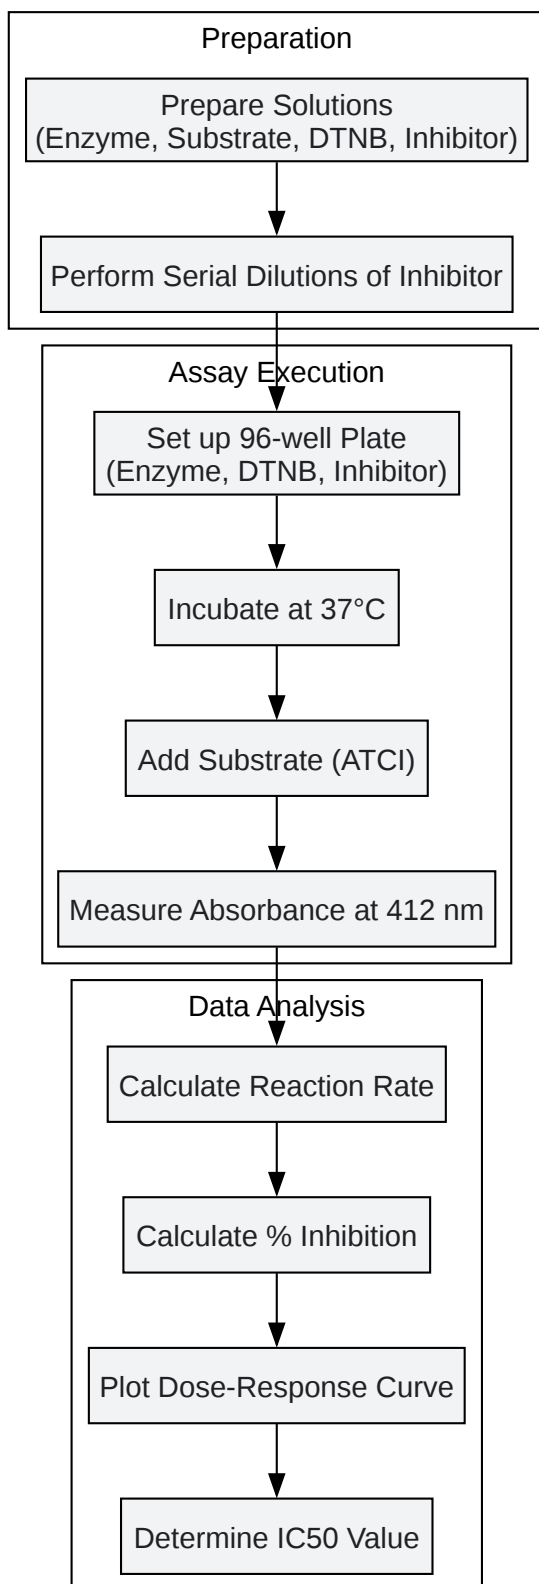 Preparation
Prepare Solutions
(Enzyme, Substrate, DTNB, Inhibitor)
Perform Serial Dilutions of Inhibitor
Assay Execution
Set up 96-well Plate
(Enzyme, DTNB, Inhibitor)
Incubate at 37°C
Add Substrate (ATCI)
Measure Absorbance at 412 nm
Data Analysis
Calculate Reaction Rate
Calculate % Inhibition
Plot Dose-Response Curve
Determine IC50 Value